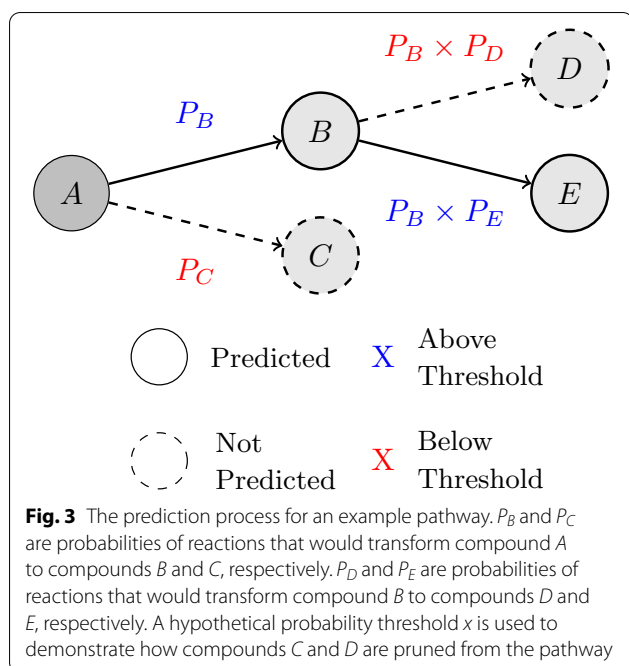 P_B × P_D
D
P_B
B
A
P_B × P_E
E
C
P_C
Predicted
X
Above
Threshold
Not
Predicted
X
Below
Threshold
Fig. 3 The prediction process for an example pathway. P_B and P_C
are probabilities of reactions that would transform compound A
to compounds B and C, respectively. P_D and P_E are probabilities of
reactions that would transform compound B to compounds D and
E, respectively. A hypothetical probability threshold x is used to
demonstrate how compounds C and D are pruned from the pathway